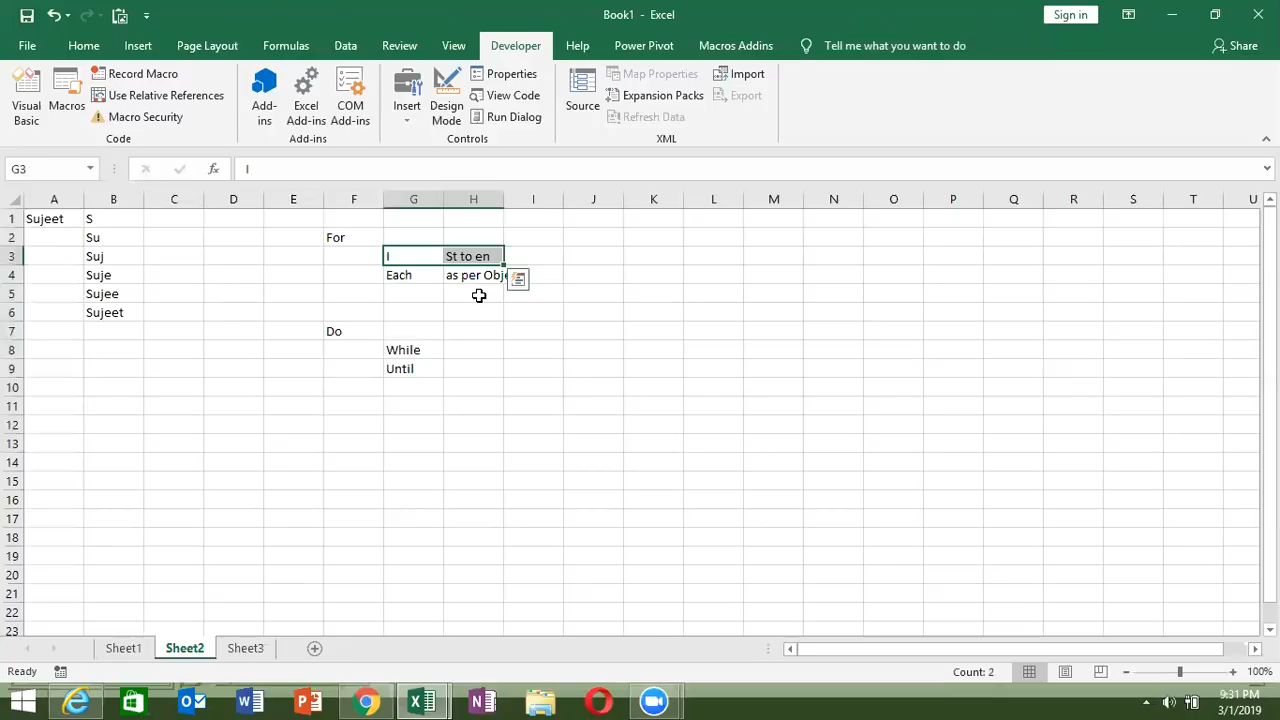 Book1 - Excel
Sign in
File Home Insert Page Layout Formulas Data Review View Developer Help Power Pivot Macros Addins Tell me what you want to do Share
Visual Basic
Macros
Record Macro
Use Relative References
Macro Security
Code
Add-ins
Excel Add-ins
COM Add-ins
Add-ins
Insert
Design Mode
Properties
View Code
Run Dialog
Controls
Source
Map Properties
Expansion Packs
Refresh Data
Import
Export
XML
G3 fx I
A B C D E F G H I J K L M N O P Q R S T U
1 Sujeet S
2 Su For
3 Suj I St to en
4 Suje Each as per Obje
5 Sujee
6 Sujeet
7 Do
8 While
9 Until
10
11
12
13
14
15
16
17
18
19
20
21
22
23
Sheet1 Sheet2 Sheet3
Ready Count: 2 100%
9:31 PM
3/1/2019